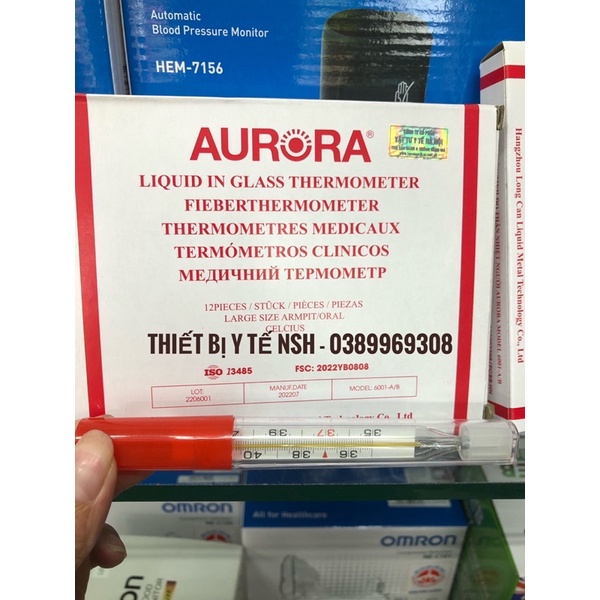 Automatic
Blood Pressure Monitor
HEM-7156
AURORA®
LIQUID IN GLASS THERMOMETER
FIEBERTHERMOMETER
THERMOMETRES MEDICAUX
TERMÓMETROS CLINICOS
МЕДИЧНИЙ ТЕРМОМЕТР
12PIECES / STÜCK / PIÈCES / PIEZAS
LARGE SIZE ARMPIT/ORAL
CELCIUS
THIẾT BỊ Y TẾ NSH - 0389969308
ISO 13485
FSC: 2022YB0808
LOT:
2206001
MANUF.DATE
202207
MODEL: 6001-A/B
Technology Co., Ltd
Hangzhou Long Can Liquid Metal Technology Co.
35 36 37 38 39 40
OMRON
All for Healthcare
OMRON